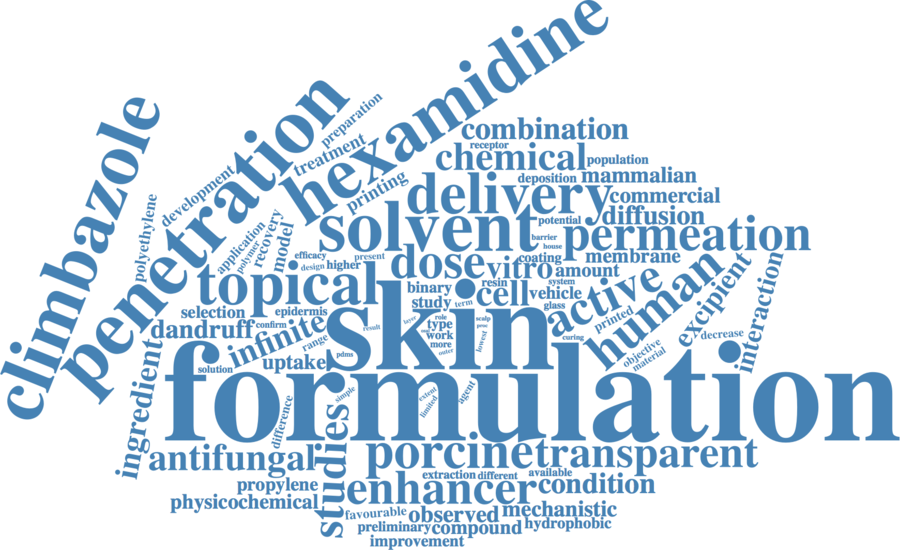 hexamidine
climbazole
penetration
preparation
treatment
combination
receptor
chemical
population
printing
deposition
mammalian
development
delivery
commercial
polyethylene
application
polymer
recovery
model
solvent
potential
diffusion
barrier
house
permeation
efficacy
present
design
higher
dose
vitro
coating
membrane
amount
system
topical
binary
resin
cell
vehicle
study
term
glass
active
human
excipient
interaction
selection
epidermis
skin
role
type
layer
scalp
printed
dandruff
confirm
infinite
range
result
work
more
outer
lowest
curing
decrease
objective
material
ingredient
solution
uptake
pdms
formulation
simple
extent
limited
agent
difference
studies
antifungal
porcine
transparent
propylene
extraction
different
available
enhancer
condition
physicochemical
favourable
observed
mechanistic
preliminary
compound
hydrophobic
improvement